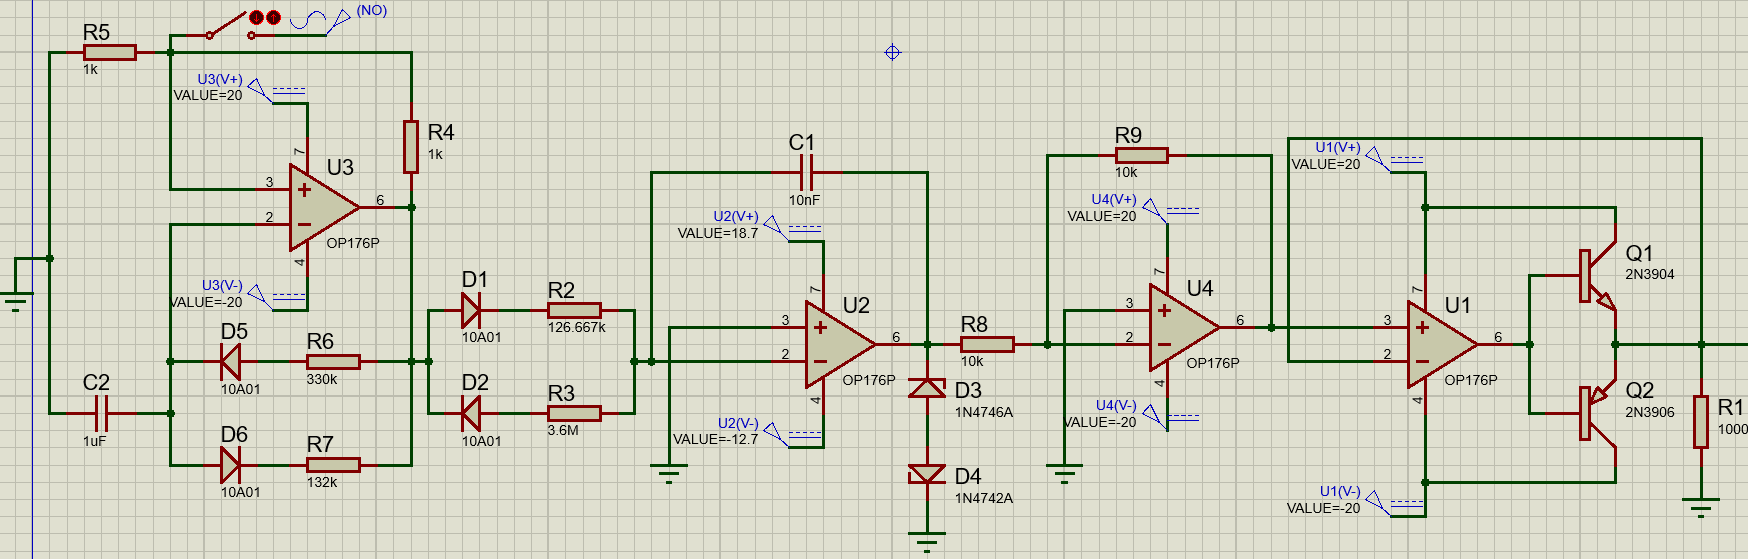 (NO)
R5
1k
U3(V+)
VALUE=20
R4
1k
7
U3
3
6
2
OP176P
4
U3(V-)
VALUE=-20
D5
10A01
R6
330k
C2
1uF
D6
10A01
R7
132k
D1
10A01
R2
126.667k
D2
10A01
R3
3.6M
C1
10nF
U2(V+)
VALUE=18.7
7
U2
3
6
2
OP176P
4
U2(V-)
VALUE=-12.7
R8
10k
D3
1N4746A
D4
1N4742A
R9
10k
U4(V+)
VALUE=20
7
U4
3
6
2
OP176P
4
U4(V-)
VALUE=-20
U1(V+)
VALUE=20
7
U1
3
6
2
OP176P
4
U1(V-)
VALUE=-20
Q1
2N3904
Q2
2N3906
R1
1000